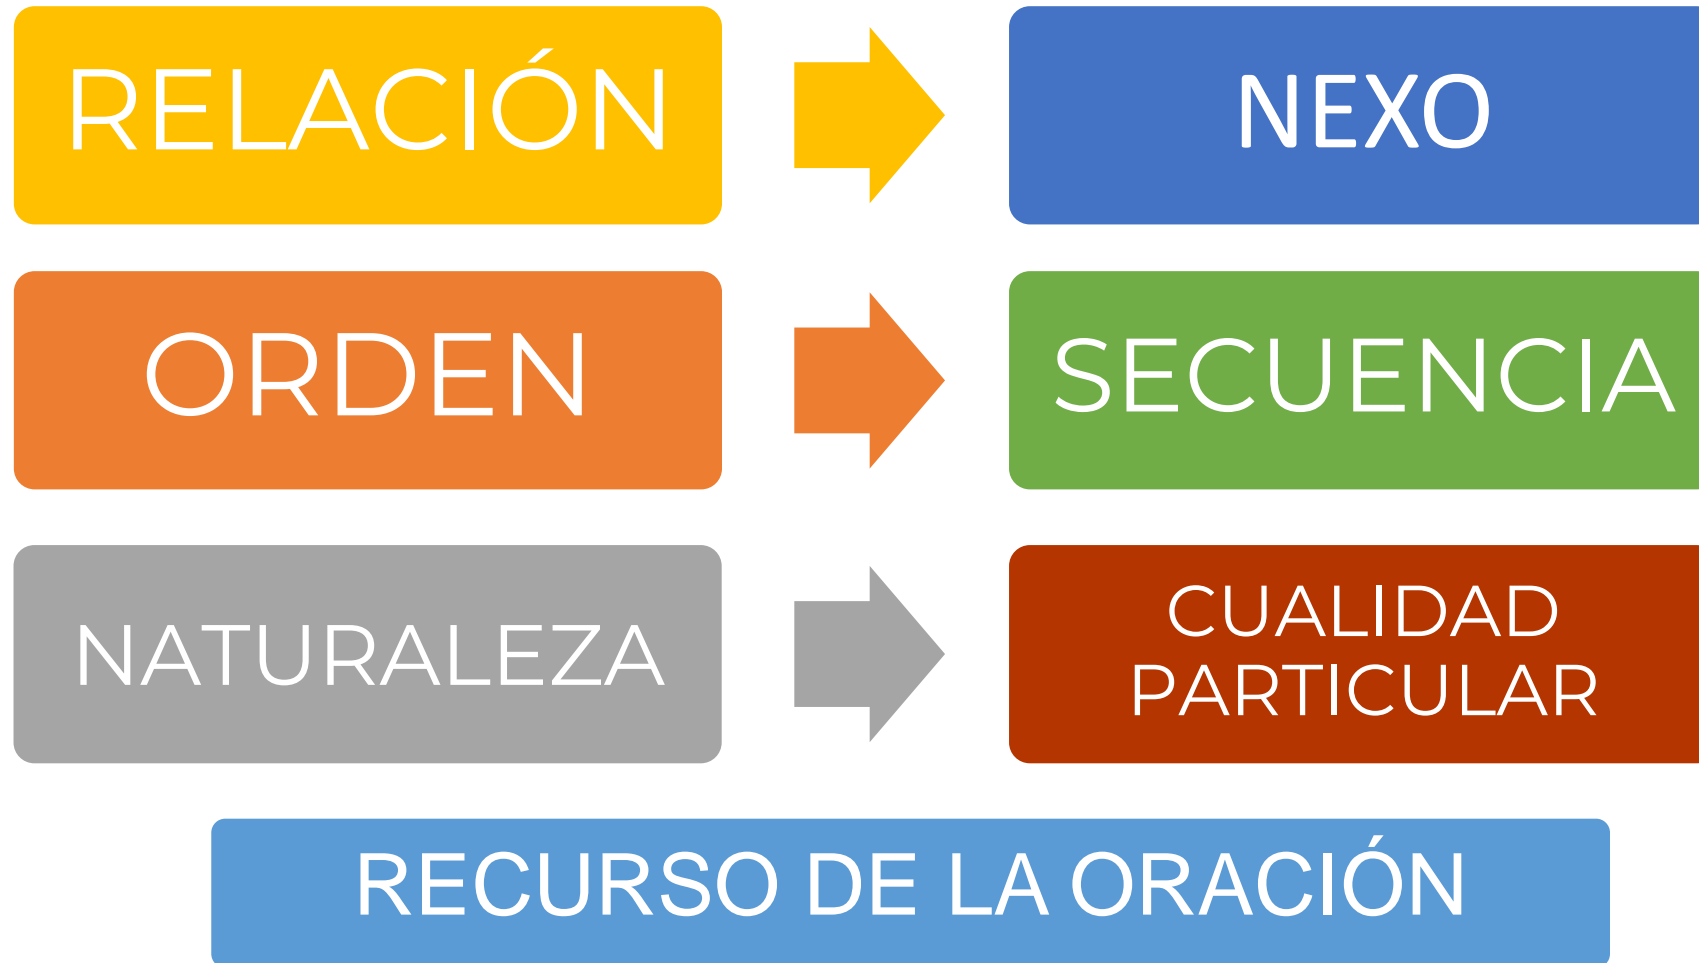 RELACIÓN
NEXO
ORDEN
SECUENCIA
NATURALEZA
CUALIDAD
PARTICULAR
RECURSO DE LA ORACIÓN